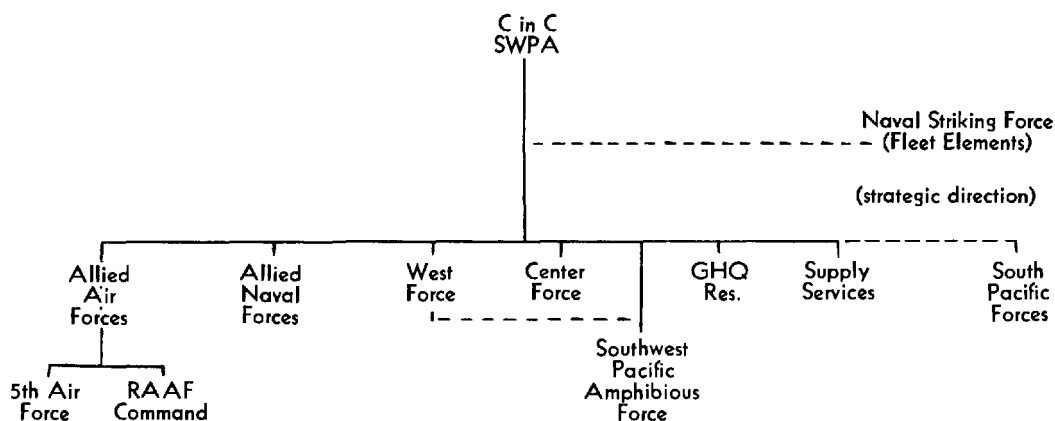 C in C
SWPA
Naval Striking Force
(Fleet Elements)
(strategic direction)
Allied
Air
Forces
Allied
Naval
Forces
West
Force
Center
Force
GHQ
Res.
Supply
Services
South
Pacific
Forces
Southwest
Pacific
Amphibious
Force
5th Air
Force
RAAF
Command